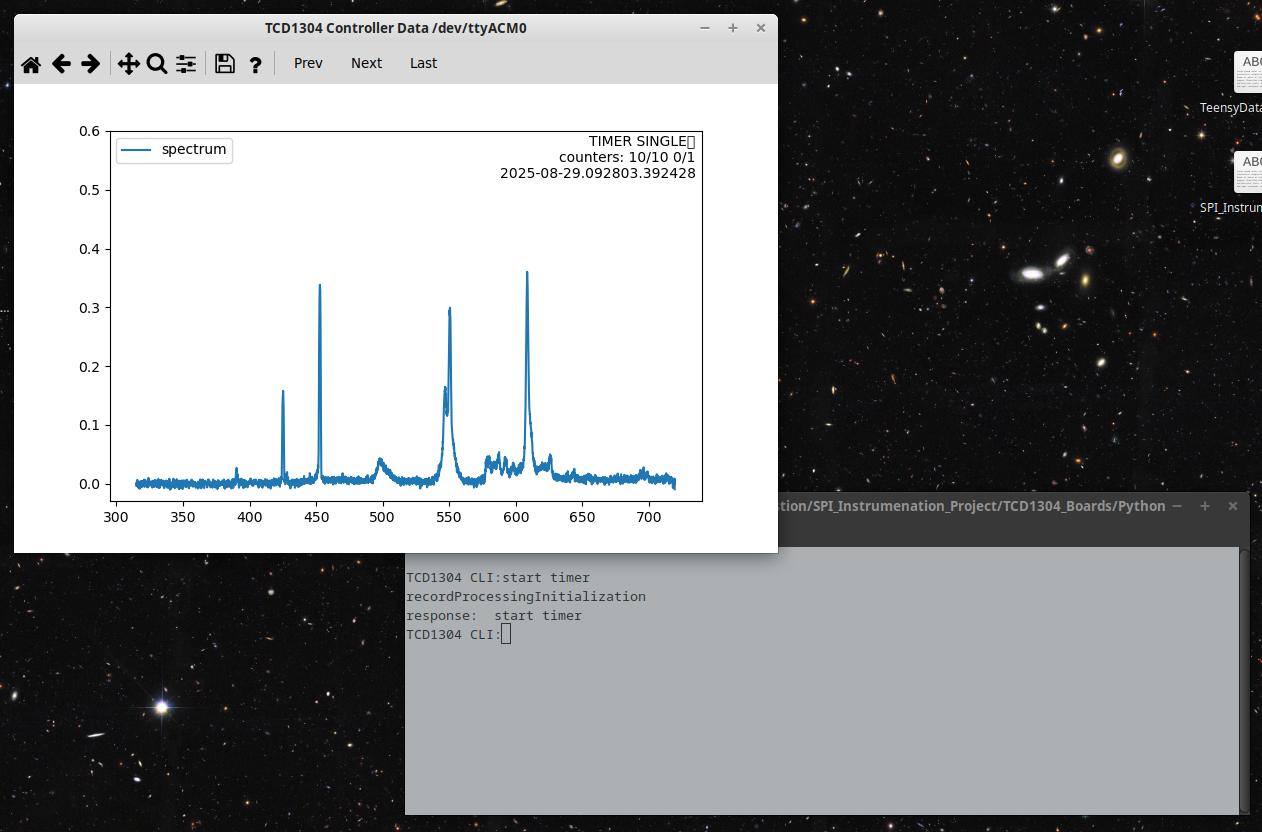 TCD1304 Controller Data /dev/ttyACM0
Prev Next Last
0.6
0.5
0.4
0.3
0.2
0.1
0.0
spectrum
TIMER SINGLE
counters: 10/10 0/1
2025-08-29.092803.392428
300 350 400 450 500 550 600 650 700
ABC
TeensyData
ABC
SPI_Instrum
...
stion/SPI_Instrumenation_Project/TCD1304_Boards/Python
TCD1304 CLI:start timer
recordProcessingInitialization
response:  start timer
TCD1304 CLI: